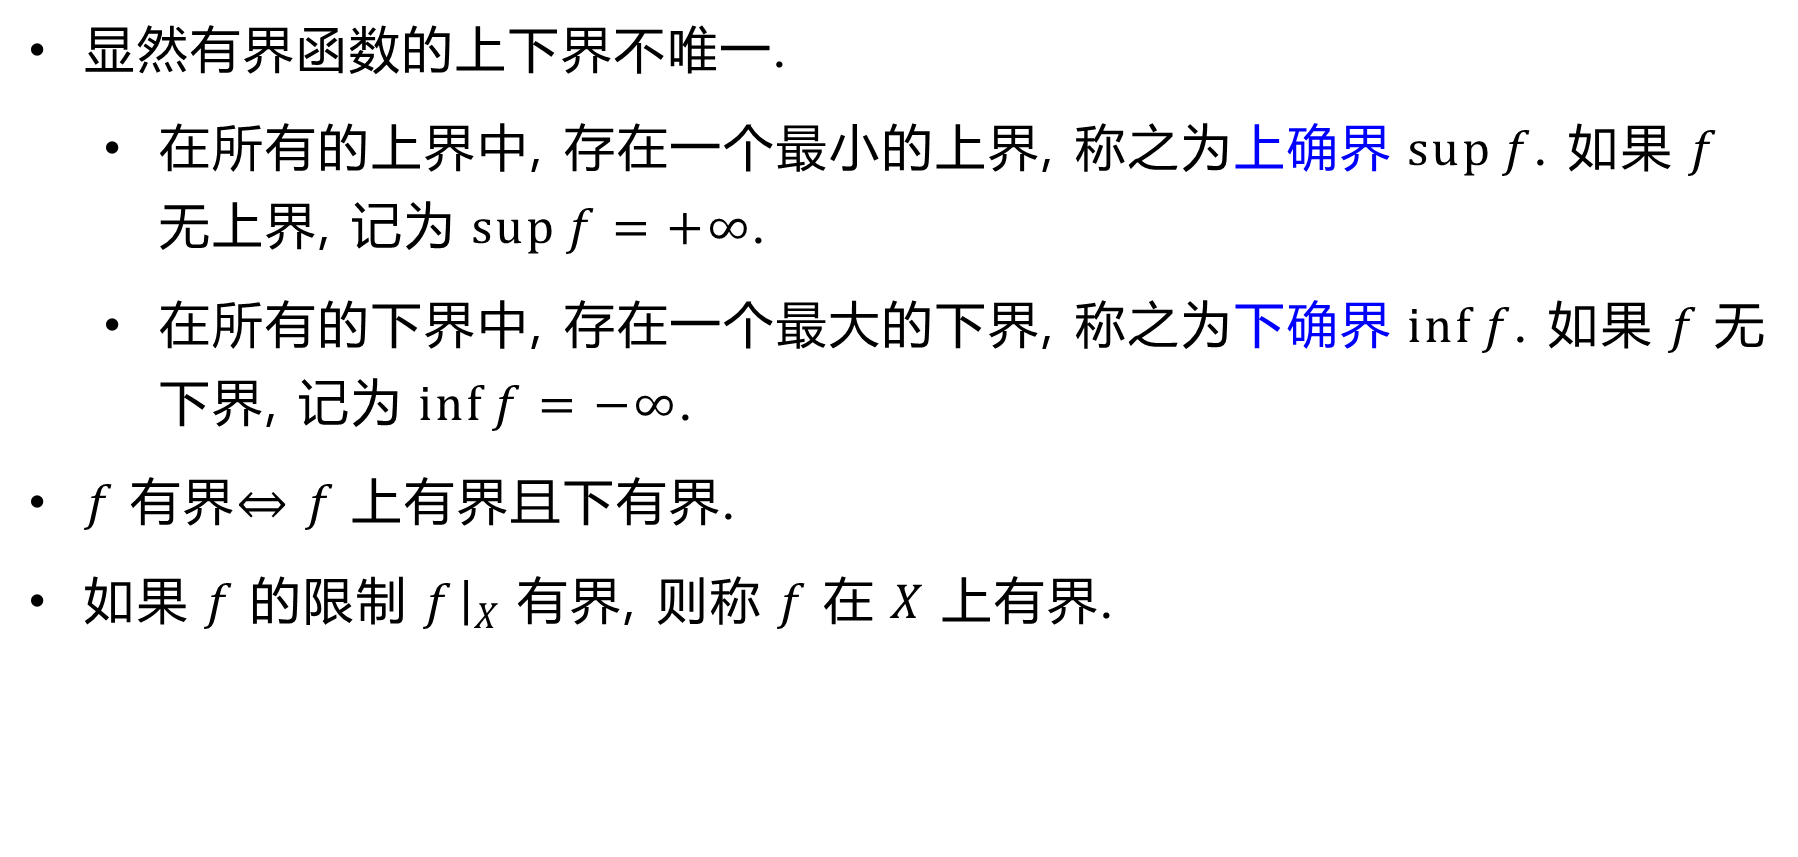 • 显然有界函数的上下界不唯一.
• 在所有的上界中, 存在一个最小的上界, 称之为上确界 sup f. 如果 f
无上界, 记为 sup f = +∞.
• 在所有的下界中, 存在一个最大的下界, 称之为下确界 inf f. 如果 f 无
下界, 记为 inf f = −∞.
• f 有界⇔ f 上有界且下有界.
• 如果 f 的限制 f|_X 有界, 则称 f 在 X 上有界.